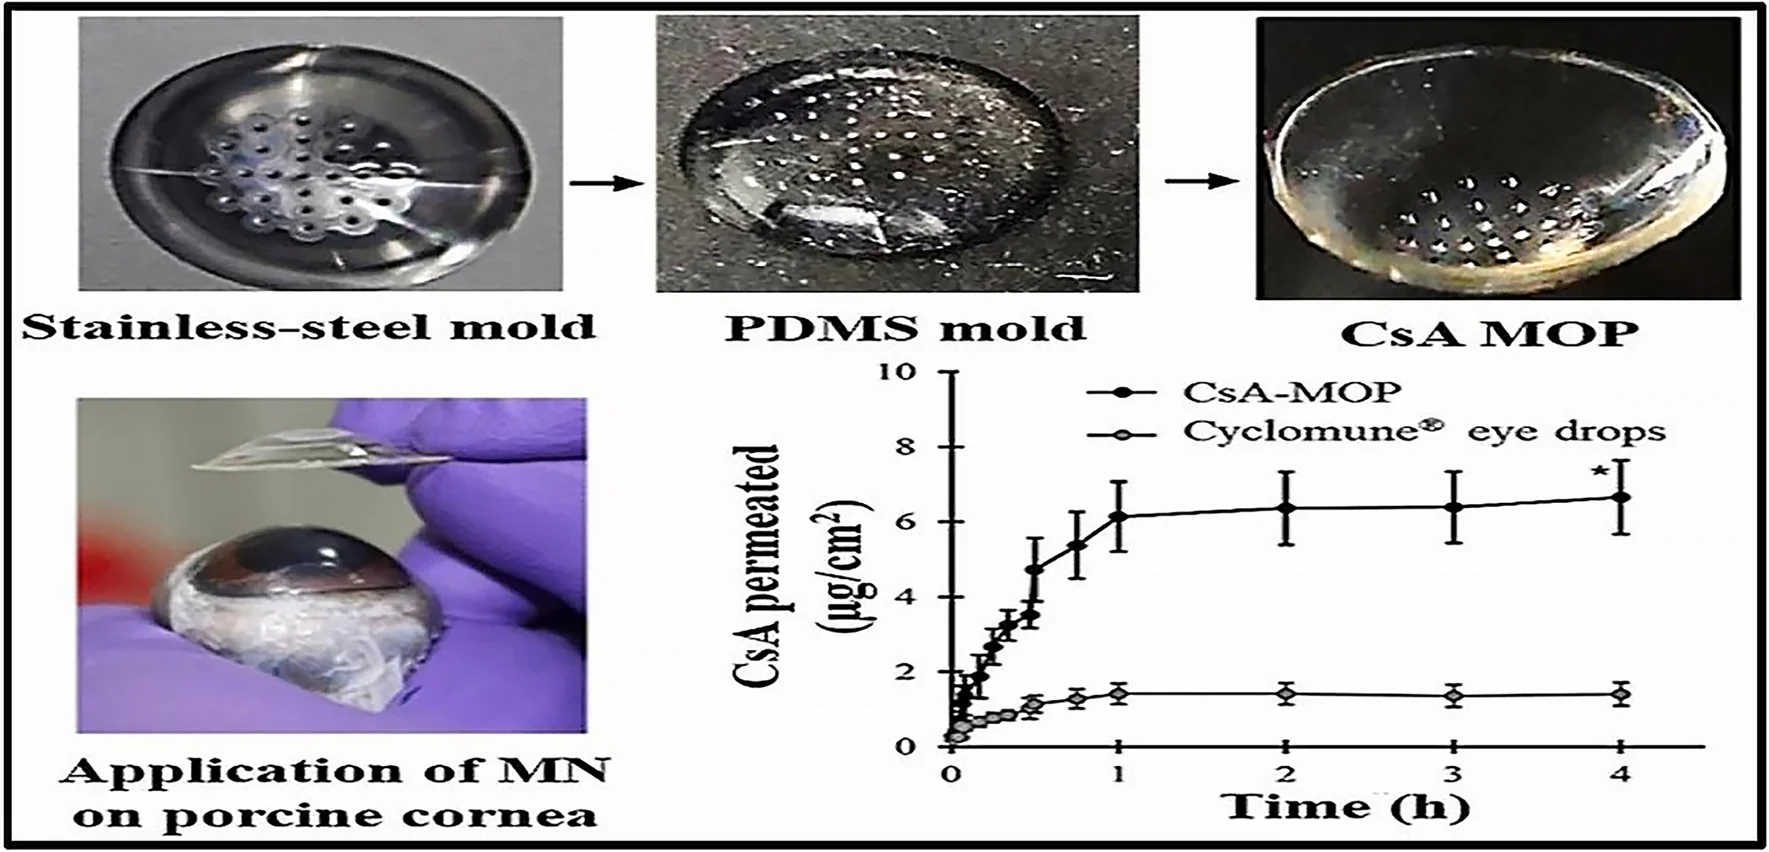 Stainless-steel mold
PDMS mold
CsA MOP
Application of MN
on porcine cornea
CsA permeated
(µg/cm²)
10
8
6
4
2
0
CsA-MOP
Cyclomune® eye drops
*
0 1 2 3 4
Time (h)